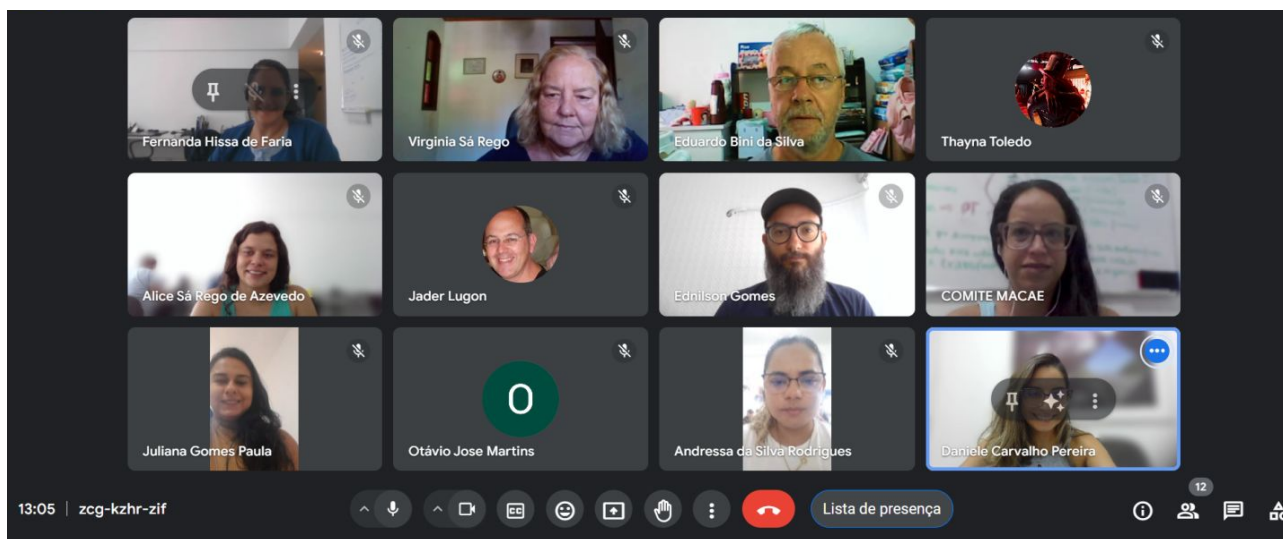 Fernanda Hissa de Faria
Virginia Sá Rego
Eduardo Bini da Silva
Thayna Toledo
Alice Sá Rego de Azevedo
Jader Lugon
Ednilson Gomes
COMITE MACAE
Juliana Gomes Paula
O
Otávio Jose Martins
Andressa da Silva Rodrigues
Daniele Carvalho Pereira
13:05 | zcg-kzhr-zif
CC
Lista de presença
12